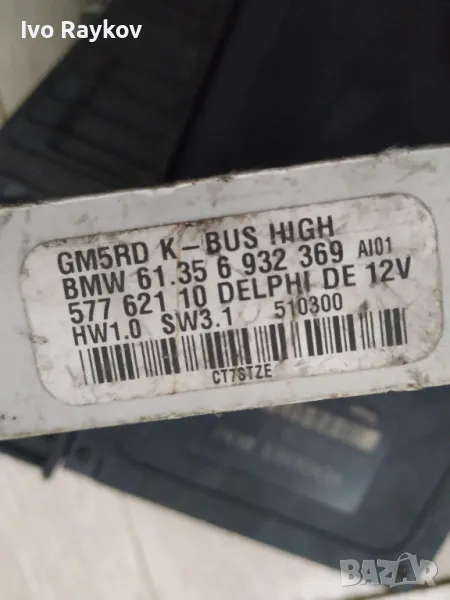 Ivo Raykov
GM5RD K-BUS HIGH
BMW 61.35 6 932 369 AI01
577 621 10 DELPHI DE 12V
HW1.0 SW3.1 510300
CT7STZE
bazar